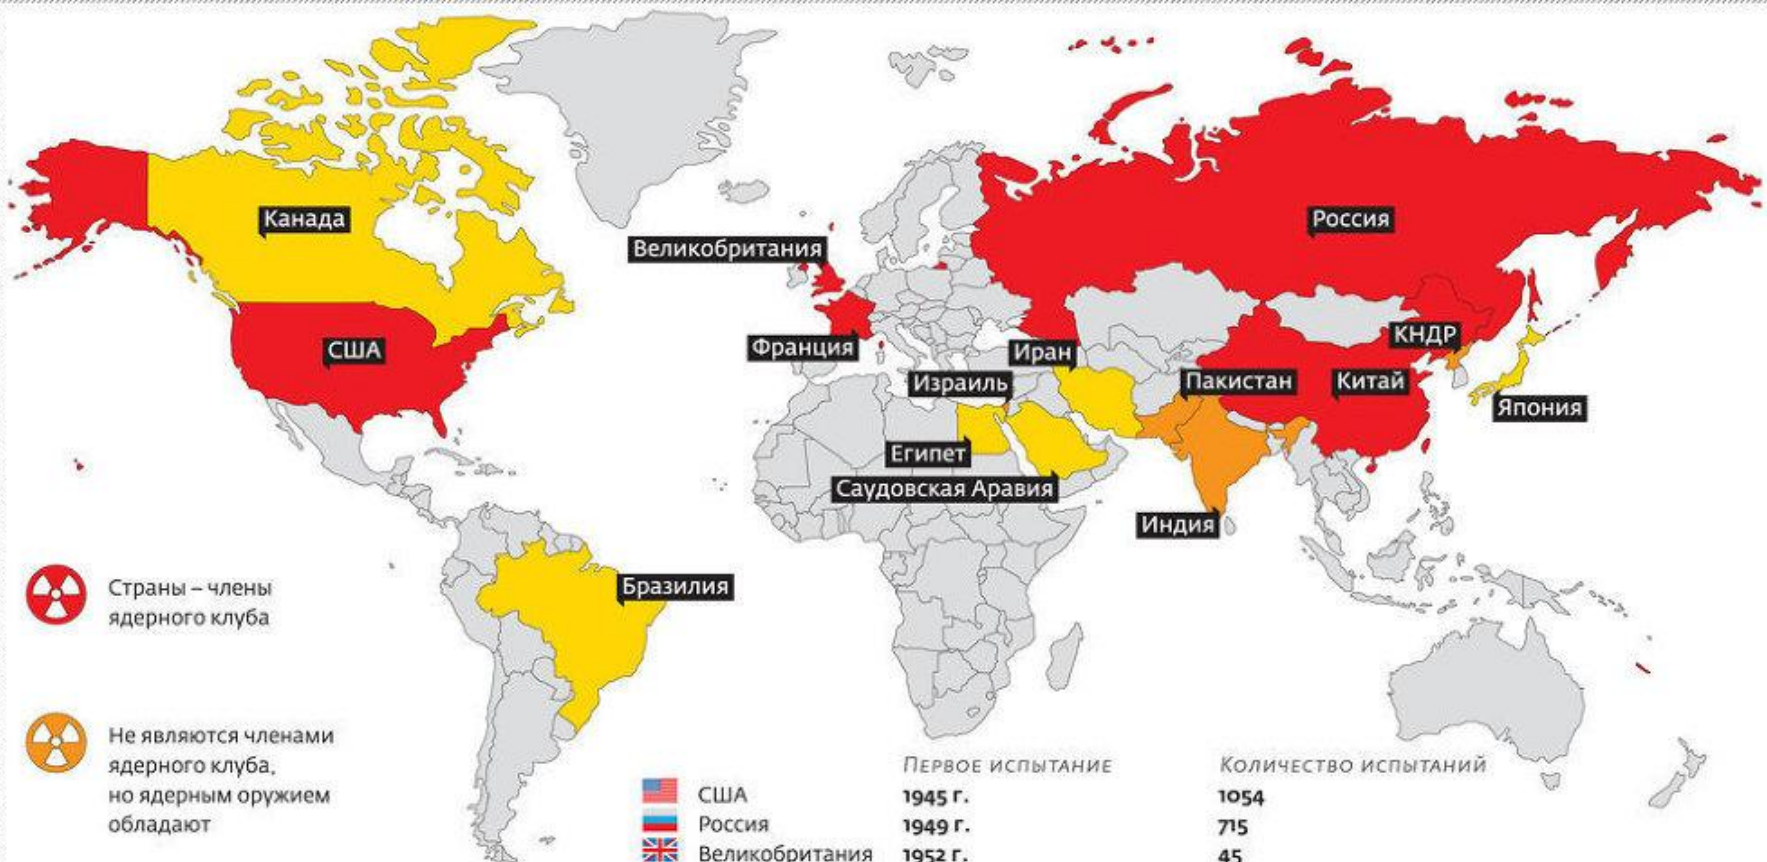 Канада
Россия
Великобритания
США
Франция
Иран
КНДР
Израиль
Пакистан
Китай
Япония
Египет
Саудовская Аравия
Индия
Бразилия
Страны – члены
ядерного клуба
Не являются членами
ядерного клуба,
но ядерным оружием
обладают
Первое испытание Количество испытаний
США 1945 г. 1054
Россия 1949 г. 715
Великобритания 1952 г. 45